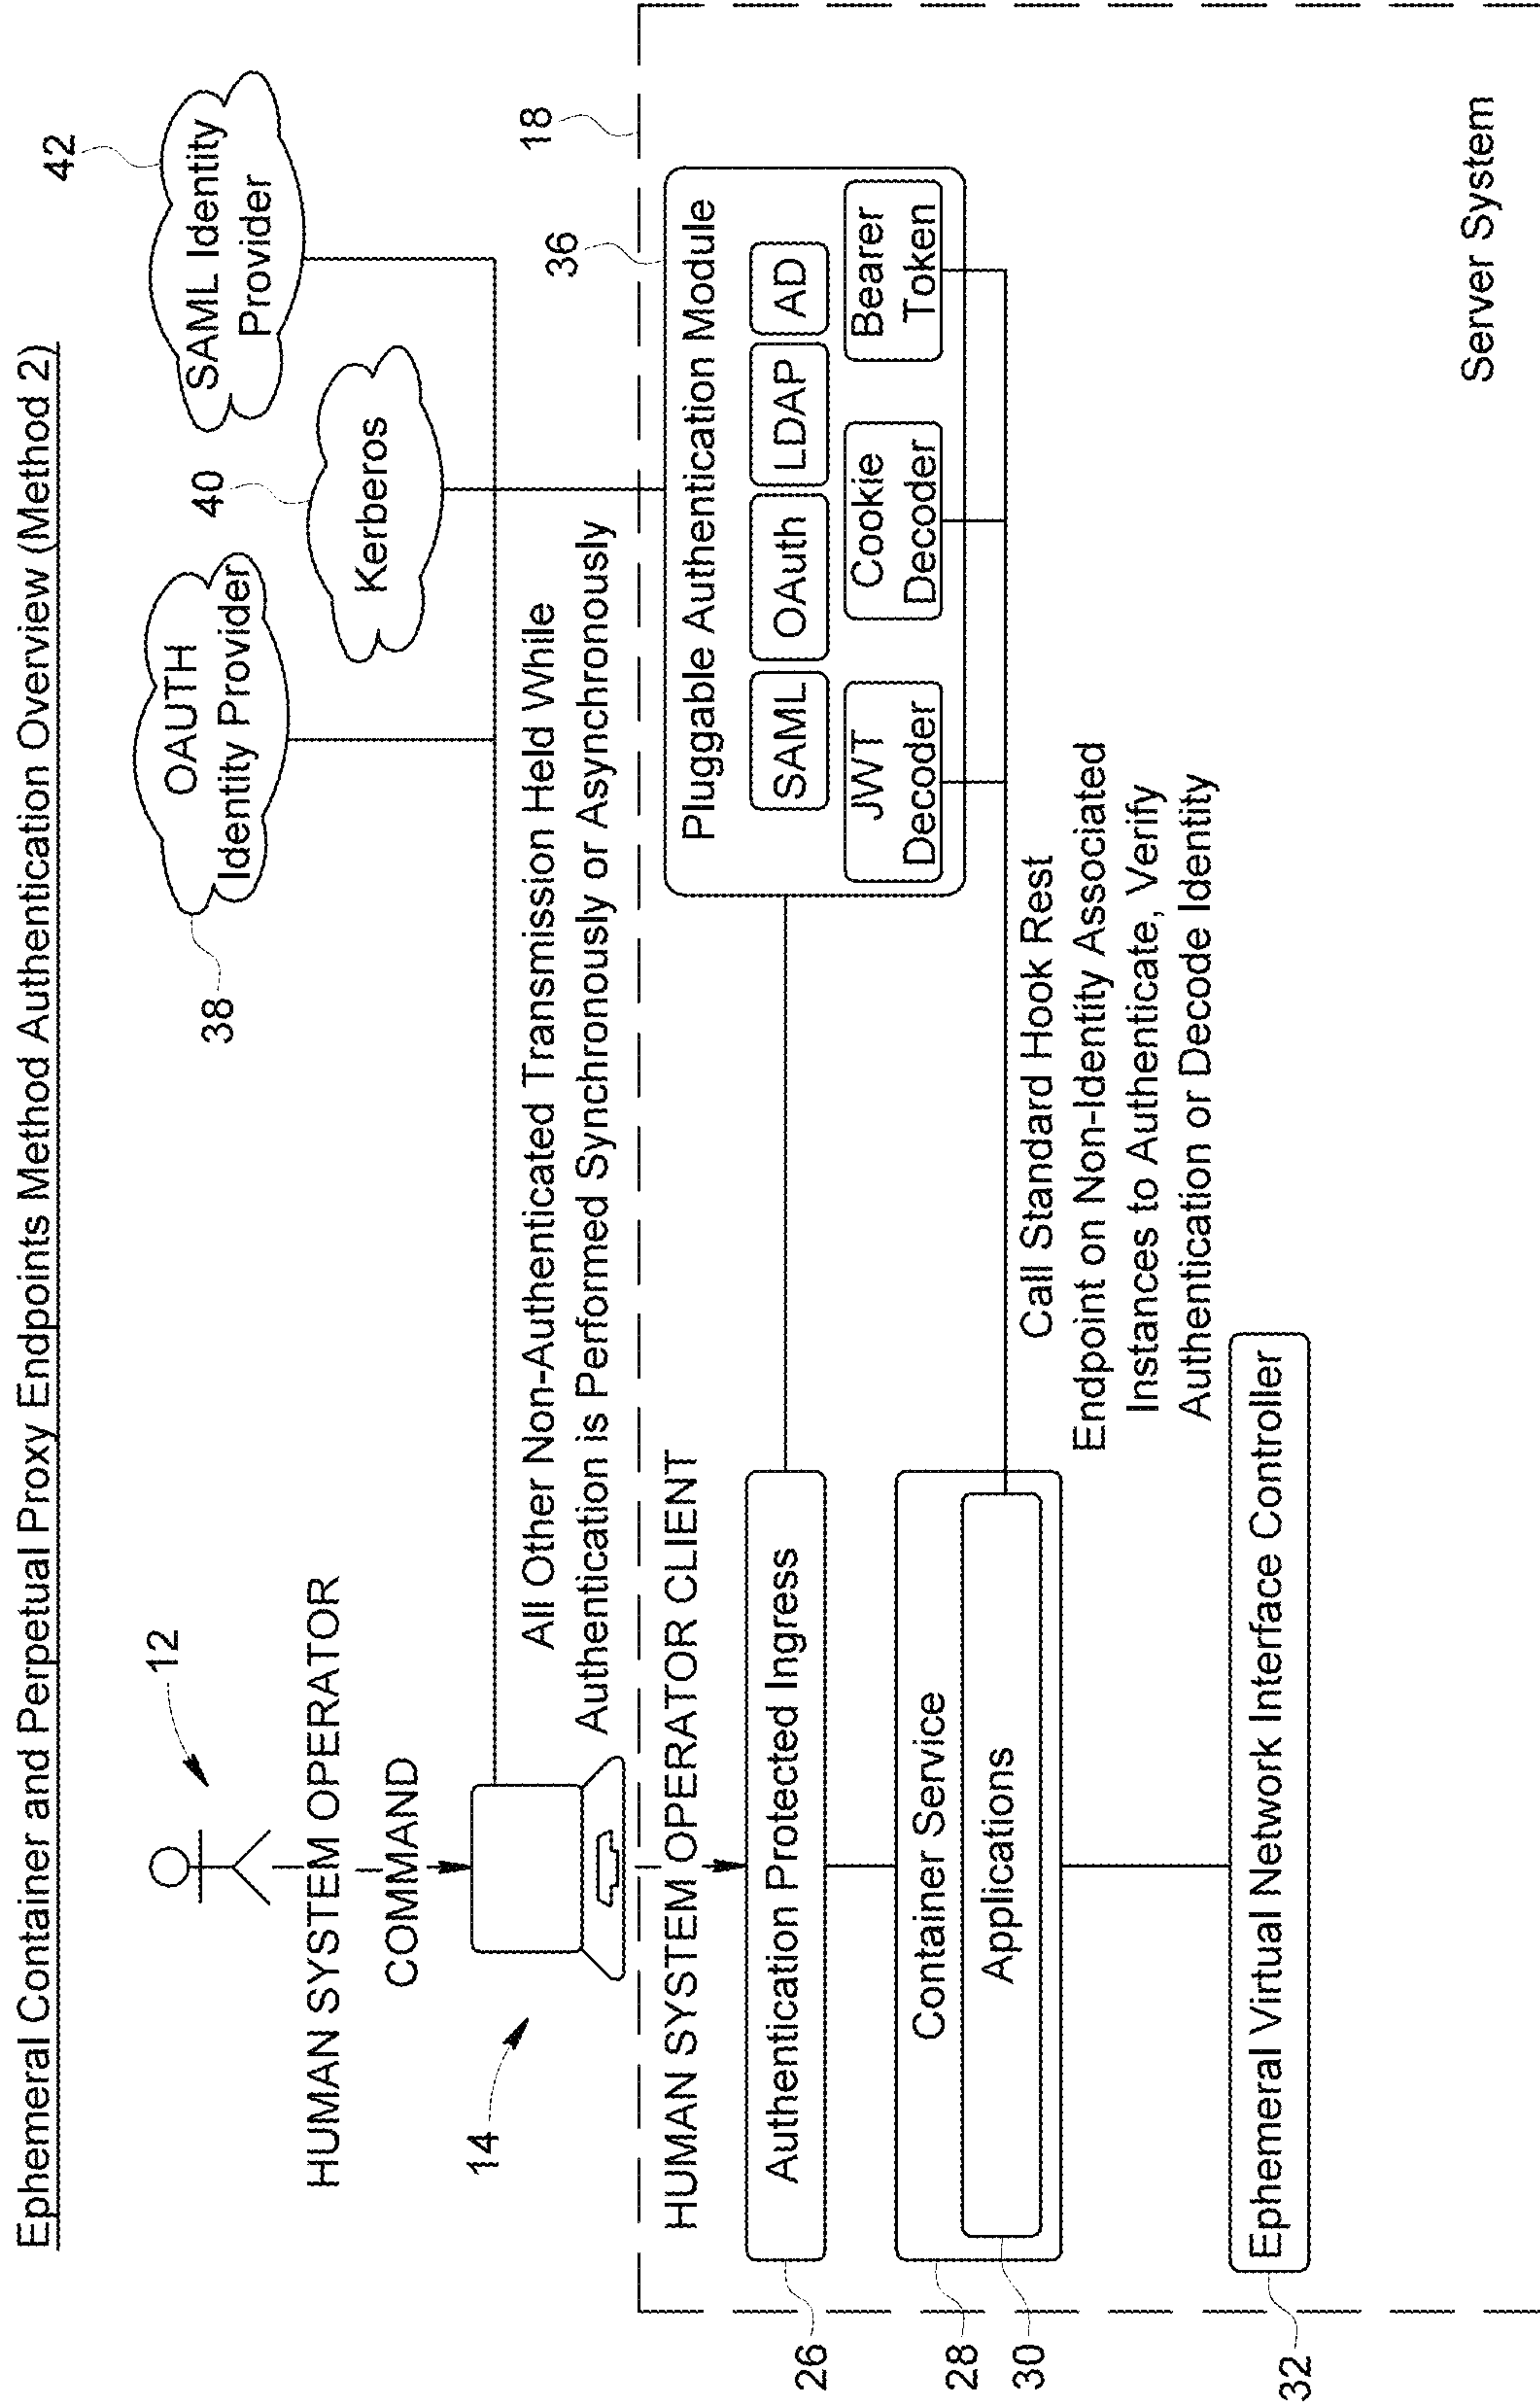 Ephemeral Container and Perpetual Proxy Endpoints Method Authentication Overview (Method 2)
12
HUMAN SYSTEM OPERATOR
COMMAND
14
38
OAUTH
Identity Provider
40
Kerberos
42
SAML Identity
Provider
All Other Non-Authenticated Transmission Held While
Authentication is Performed Synchronously or Asynchronously
18
HUMAN SYSTEM OPERATOR CLIENT
26
Authentication Protected Ingress
28
Container Service
30
Applications
32
Ephemeral Virtual Network Interface Controller
36
Pluggable Authentication Module
SAML
OAuth
LDAP
AD
JWT
Decoder
Cookie
Decoder
Bearer
Token
Call Standard Hook Rest
Endpoint on Non-Identity Associated
Instances to Authenticate, Verify
Authentication or Decode Identity
Server System